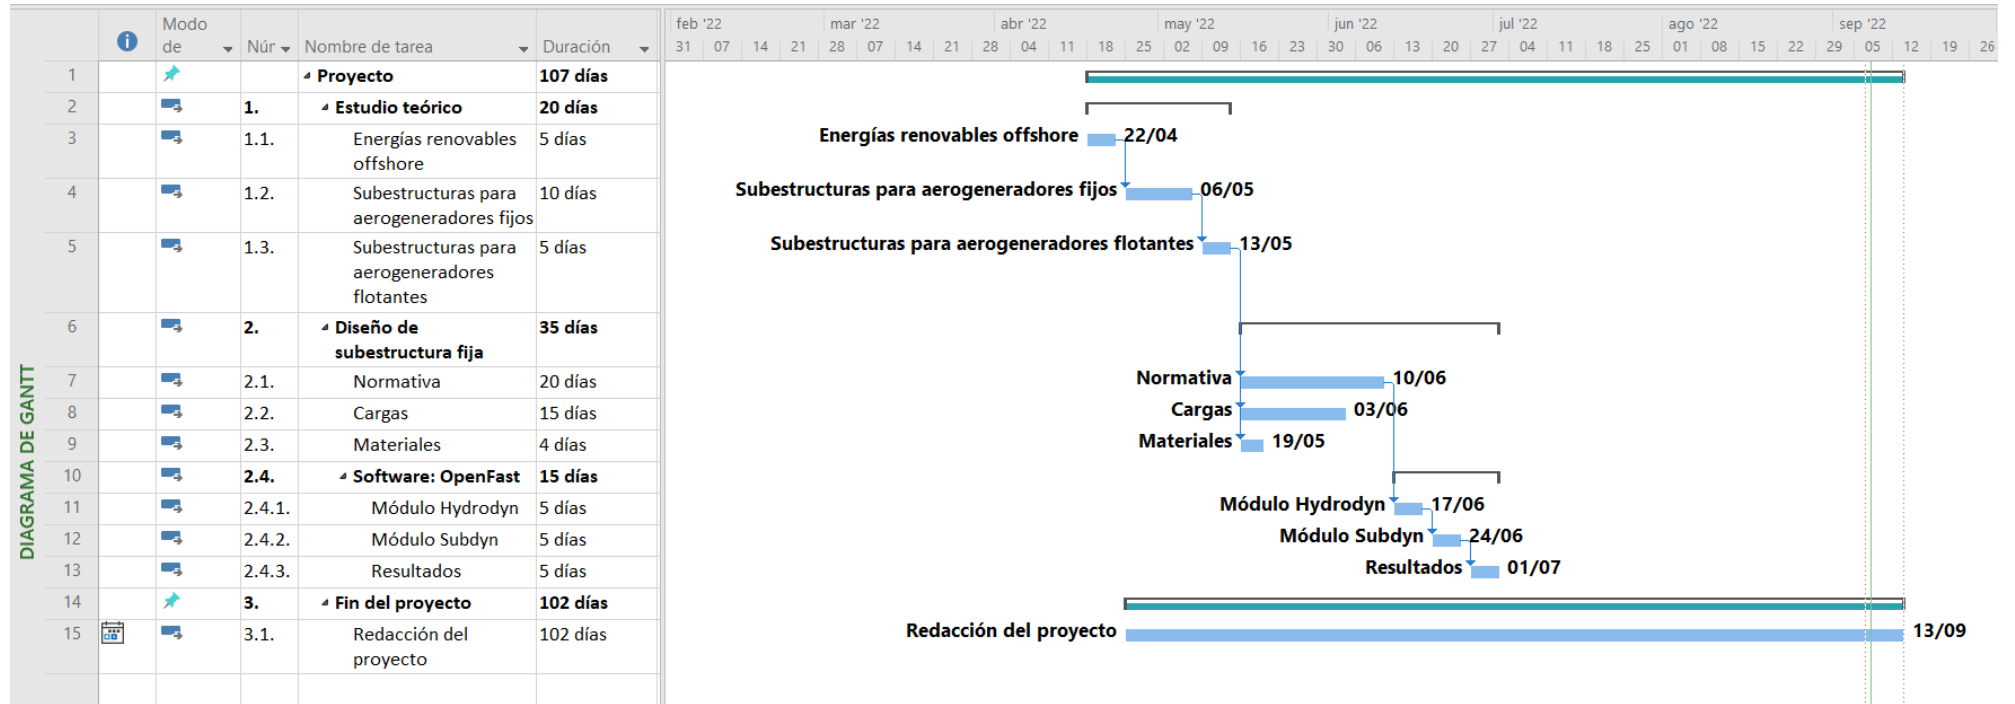 Modo de Núr Nombre de tarea Duración
feb '22 mar '22 abr '22 may '22 jun '22 jul '22 ago '22 sep '22
31 07 14 21 28 07 14 21 28 04 11 18 25 02 09 16 23 30 06 13 20 27 04 11 18 25 01 08 15 22 29 05 12 19 26
DIAGRAMA DE GANTT
1 Proyecto 107 días
2 1. Estudio teórico 20 días
3 1.1. Energías renovables offshore 5 días
Energías renovables offshore 22/04
4 1.2. Subestructuras para aerogeneradores fijos 10 días
Subestructuras para aerogeneradores fijos 06/05
5 1.3. Subestructuras para aerogeneradores flotantes 5 días
Subestructuras para aerogeneradores flotantes 13/05
6 2. Diseño de subestructura fija 35 días
7 2.1. Normativa 20 días
Normativa 10/06
8 2.2. Cargas 15 días
Cargas 03/06
9 2.3. Materiales 4 días
Materiales 19/05
10 2.4. Software: OpenFast 15 días
11 2.4.1. Módulo Hydrodyn 5 días
Módulo Hydrodyn 17/06
12 2.4.2. Módulo Subdyn 5 días
Módulo Subdyn 24/06
13 2.4.3. Resultados 5 días
Resultados 01/07
14 3. Fin del proyecto 102 días
15 3.1. Redacción del proyecto 102 días
Redacción del proyecto 13/09